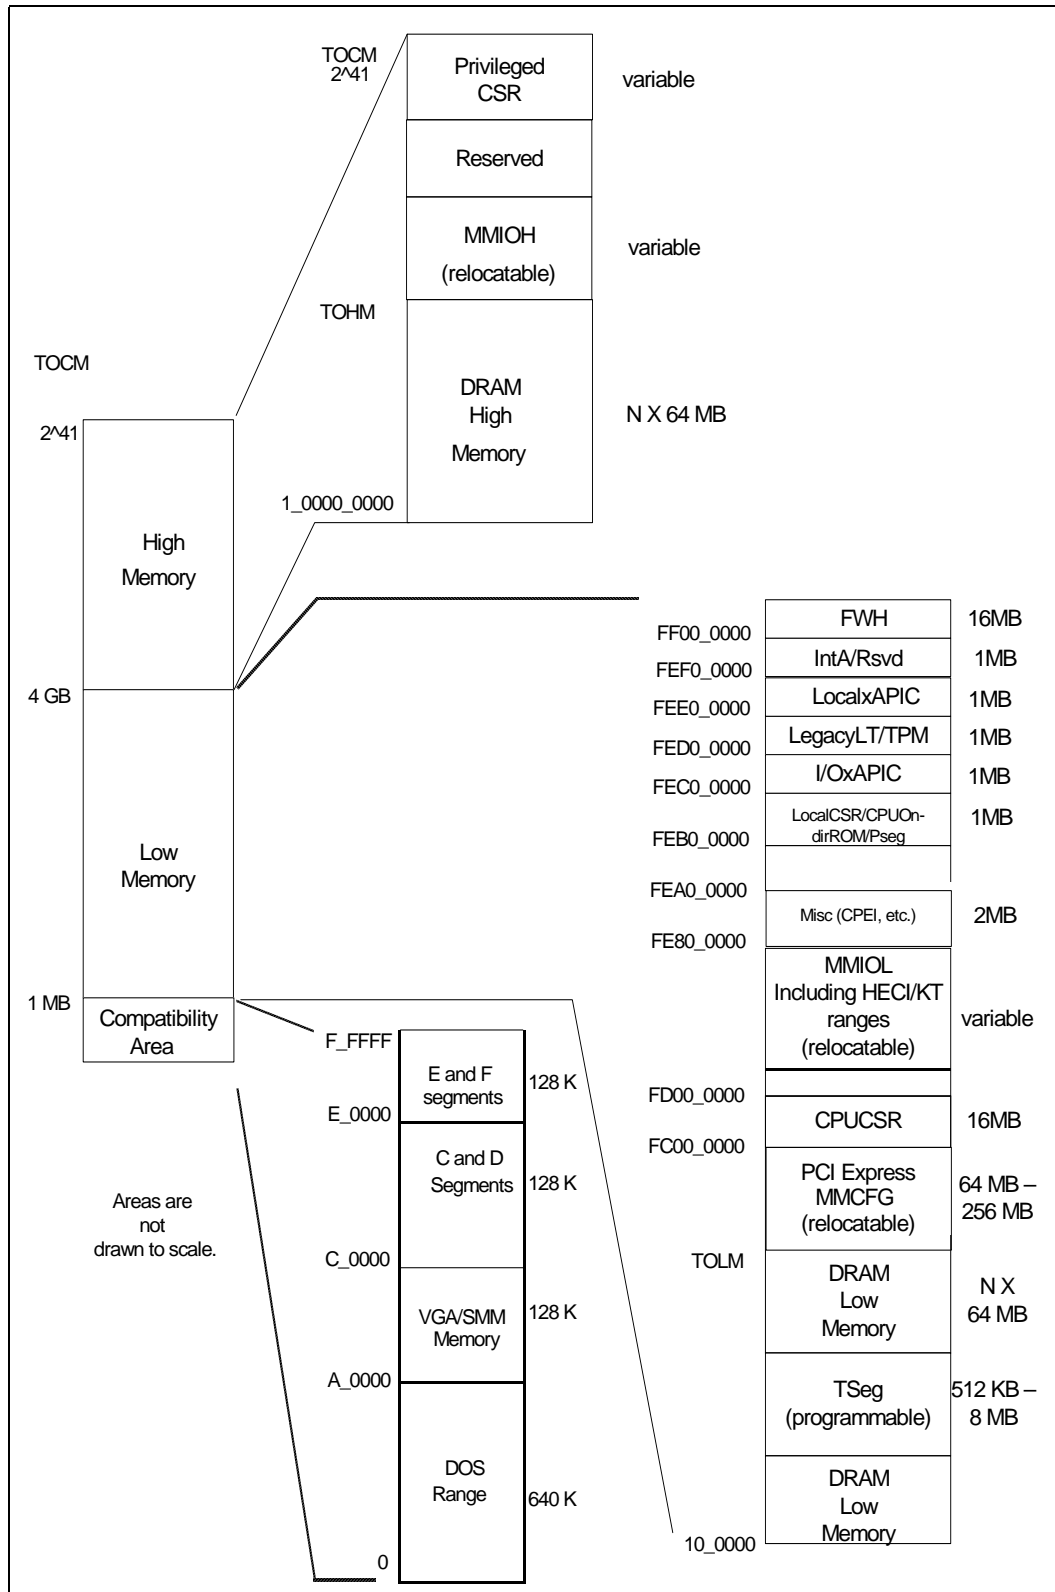 TOCM
2^41
Privileged
CSR
variable
Reserved
MMIOH
(relocatable)
variable
TOHM
DRAM
High
Memory
N X 64 MB
1_0000_0000
TOCM
2^41
High
Memory
4 GB
Low
Memory
1 MB
Compatibility
Area
Areas are
not
drawn to scale.
F_FFFF
E and F
segments
128 K
E_0000
C and D
Segments
128 K
C_0000
VGA/SMM
Memory
128 K
A_0000
DOS
Range
640 K
0
FWH
16MB
FF00_0000
IntA/Rsvd
1MB
FEF0_0000
LocalxAPIC
1MB
FEE0_0000
LegacyLT/TPM
1MB
FED0_0000
I/OxAPIC
1MB
FEC0_0000
LocalCSR/CPUOn-
dirROM/Pseg
1MB
FEB0_0000
FEA0_0000
Misc (CPEI, etc.)
2MB
FE80_0000
MMIOL
Including HECI/KT
ranges
(relocatable)
variable
FD00_0000
CPUCSR
16MB
FC00_0000
PCI Express
MMCFG
(relocatable)
64 MB –
256 MB
TOLM
DRAM
Low
Memory
N X
64 MB
TSeg
(programmable)
512 KB –
8 MB
DRAM
Low
Memory
10_0000